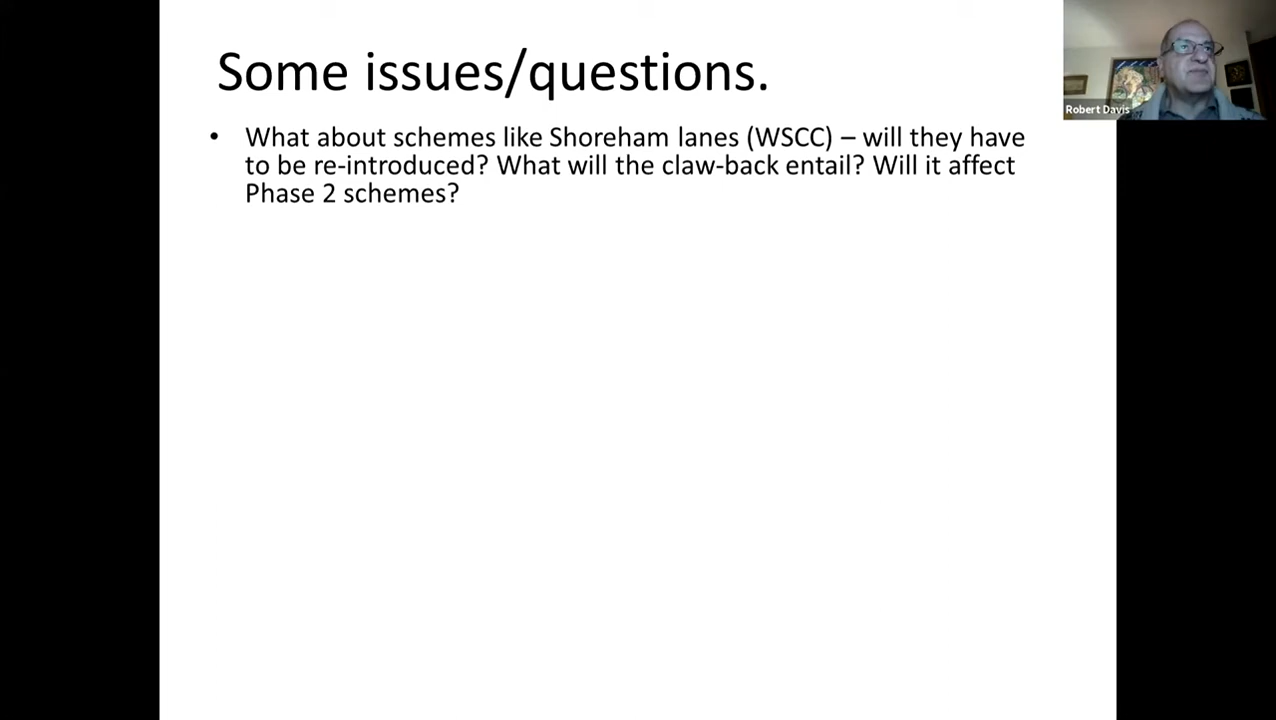 Some issues/questions.
• What about schemes like Shoreham lanes (WSCC) – will they have
to be re-introduced? What will the claw-back entail? Will it affect
Phase 2 schemes?
Robert Davis